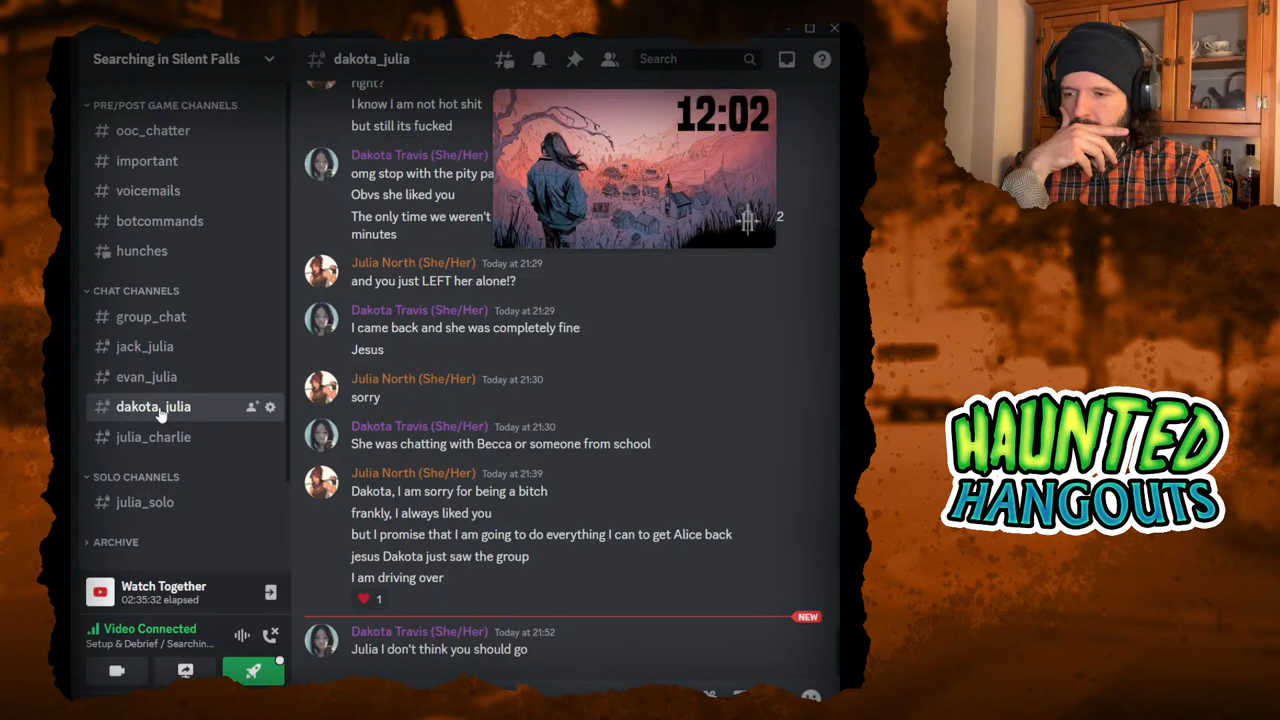 Searching in Silent Falls
PRE/POST GAME CHANNELS
ooc_chatter
important
voicemails
botcommands
hunches
CHAT CHANNELS
group_chat
jack_julia
evan_julia
dakota_julia
julia_charlie
SOLO CHANNELS
julia_solo
ARCHIVE
Watch Together
02:35:32 elapsed
Video Connected
Setup & Debrief / Searchin...
dakota_julia
Search
right?
I know I am not hot shit
but still its fucked
Dakota Travis (She/Her)
omg stop with the pity pa
Obvs she liked you
The only time we weren't
minutes
12:02
2
Julia North (She/Her) Today at 21:29
and you just LEFT her alone!?
Dakota Travis (She/Her) Today at 21:29
I came back and she was completely fine
Jesus
Julia North (She/Her) Today at 21:30
sorry
Dakota Travis (She/Her) Today at 21:30
She was chatting with Becca or someone from school
Julia North (She/Her) Today at 21:39
Dakota, I am sorry for being a bitch
frankly, I always liked you
but I promise that I am going to do everything I can to get Alice back
jesus Dakota just saw the group
I am driving over
1
NEW
Dakota Travis (She/Her) Today at 21:52
Julia I don't think you should go
HAUNTED
HANGOUTS